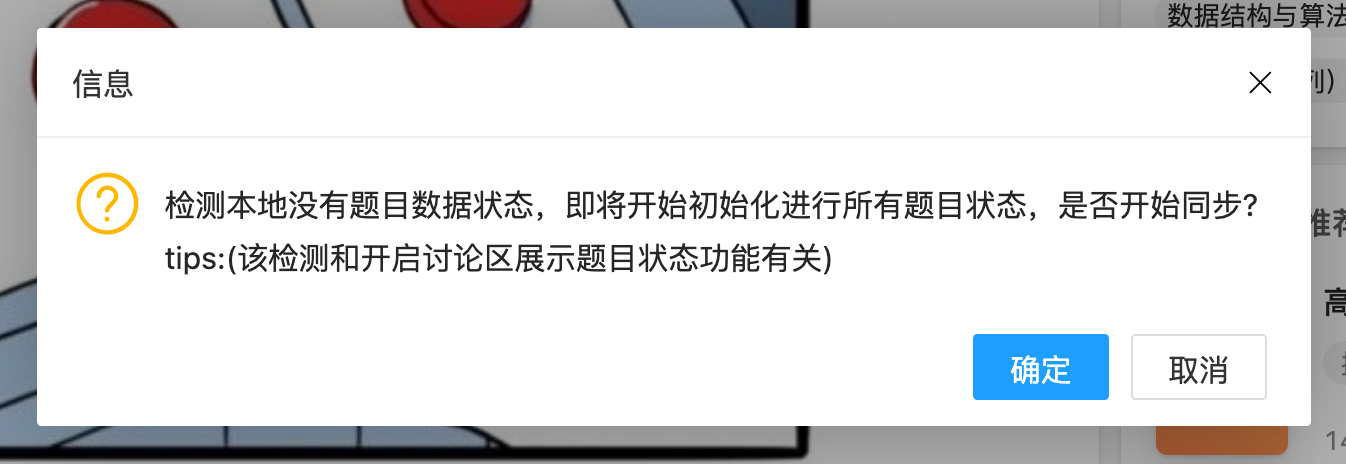 数据结构与算法
列)
信息
检测本地没有题目数据状态，即将开始初始化进行所有题目状态，是否开始同步?
tips:(该检测和开启讨论区展示题目状态功能有关)
推荐
高
确定
取消
14